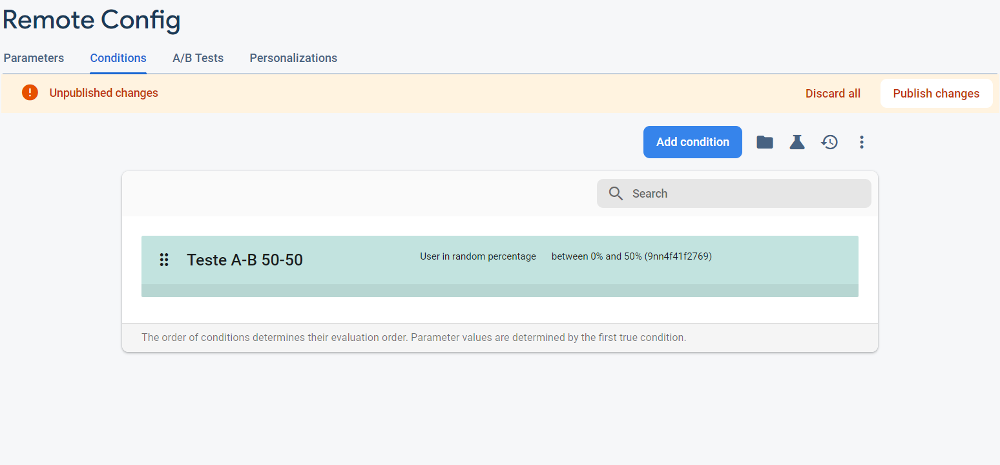 Remote Config
Parameters Conditions A/B Tests Personalizations
Unpublished changes Discard all Publish changes
Add condition
Search
Teste A-B 50-50 User in random percentage between 0% and 50% (9nn4f41f2769)
The order of conditions determines their evaluation order. Parameter values are determined by the first true condition.